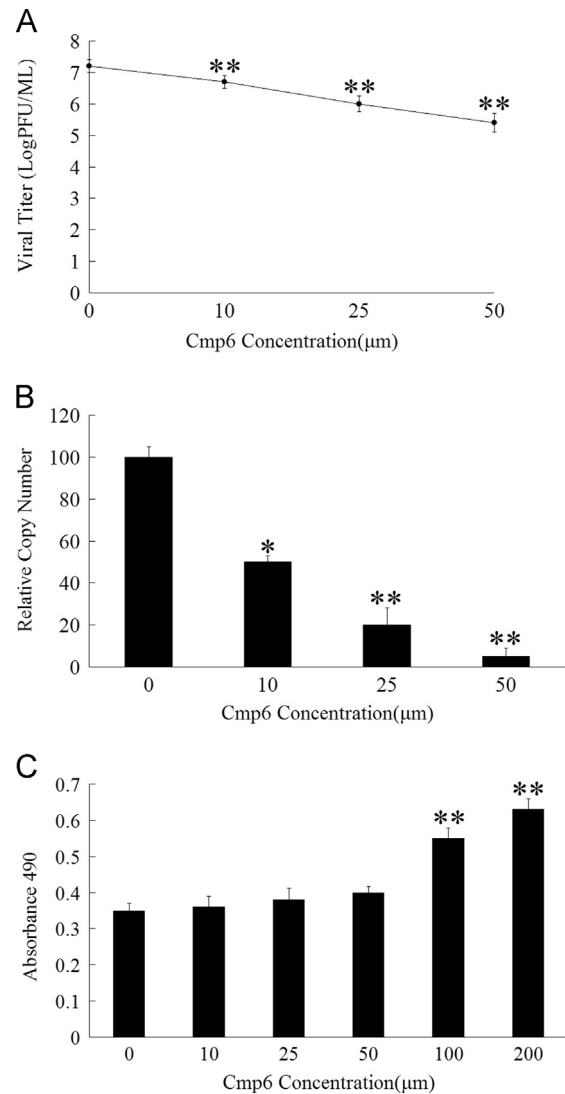 A
8
7
6
5
4
3
2
1
0
Viral Titer (LogPFU/ML)
** ** **
0 10 25 50
Cmp6 Concentration(μm)
B
120
100
80
60
40
20
0
Relative Copy Number
* ** **
0 10 25 50
Cmp6 Concentration(μm)
C
0.7
0.6
0.5
0.4
0.3
0.2
0.1
0
Absorbance 490
** **
0 10 25 50 100 200
Cmp6 Concentration(μm)